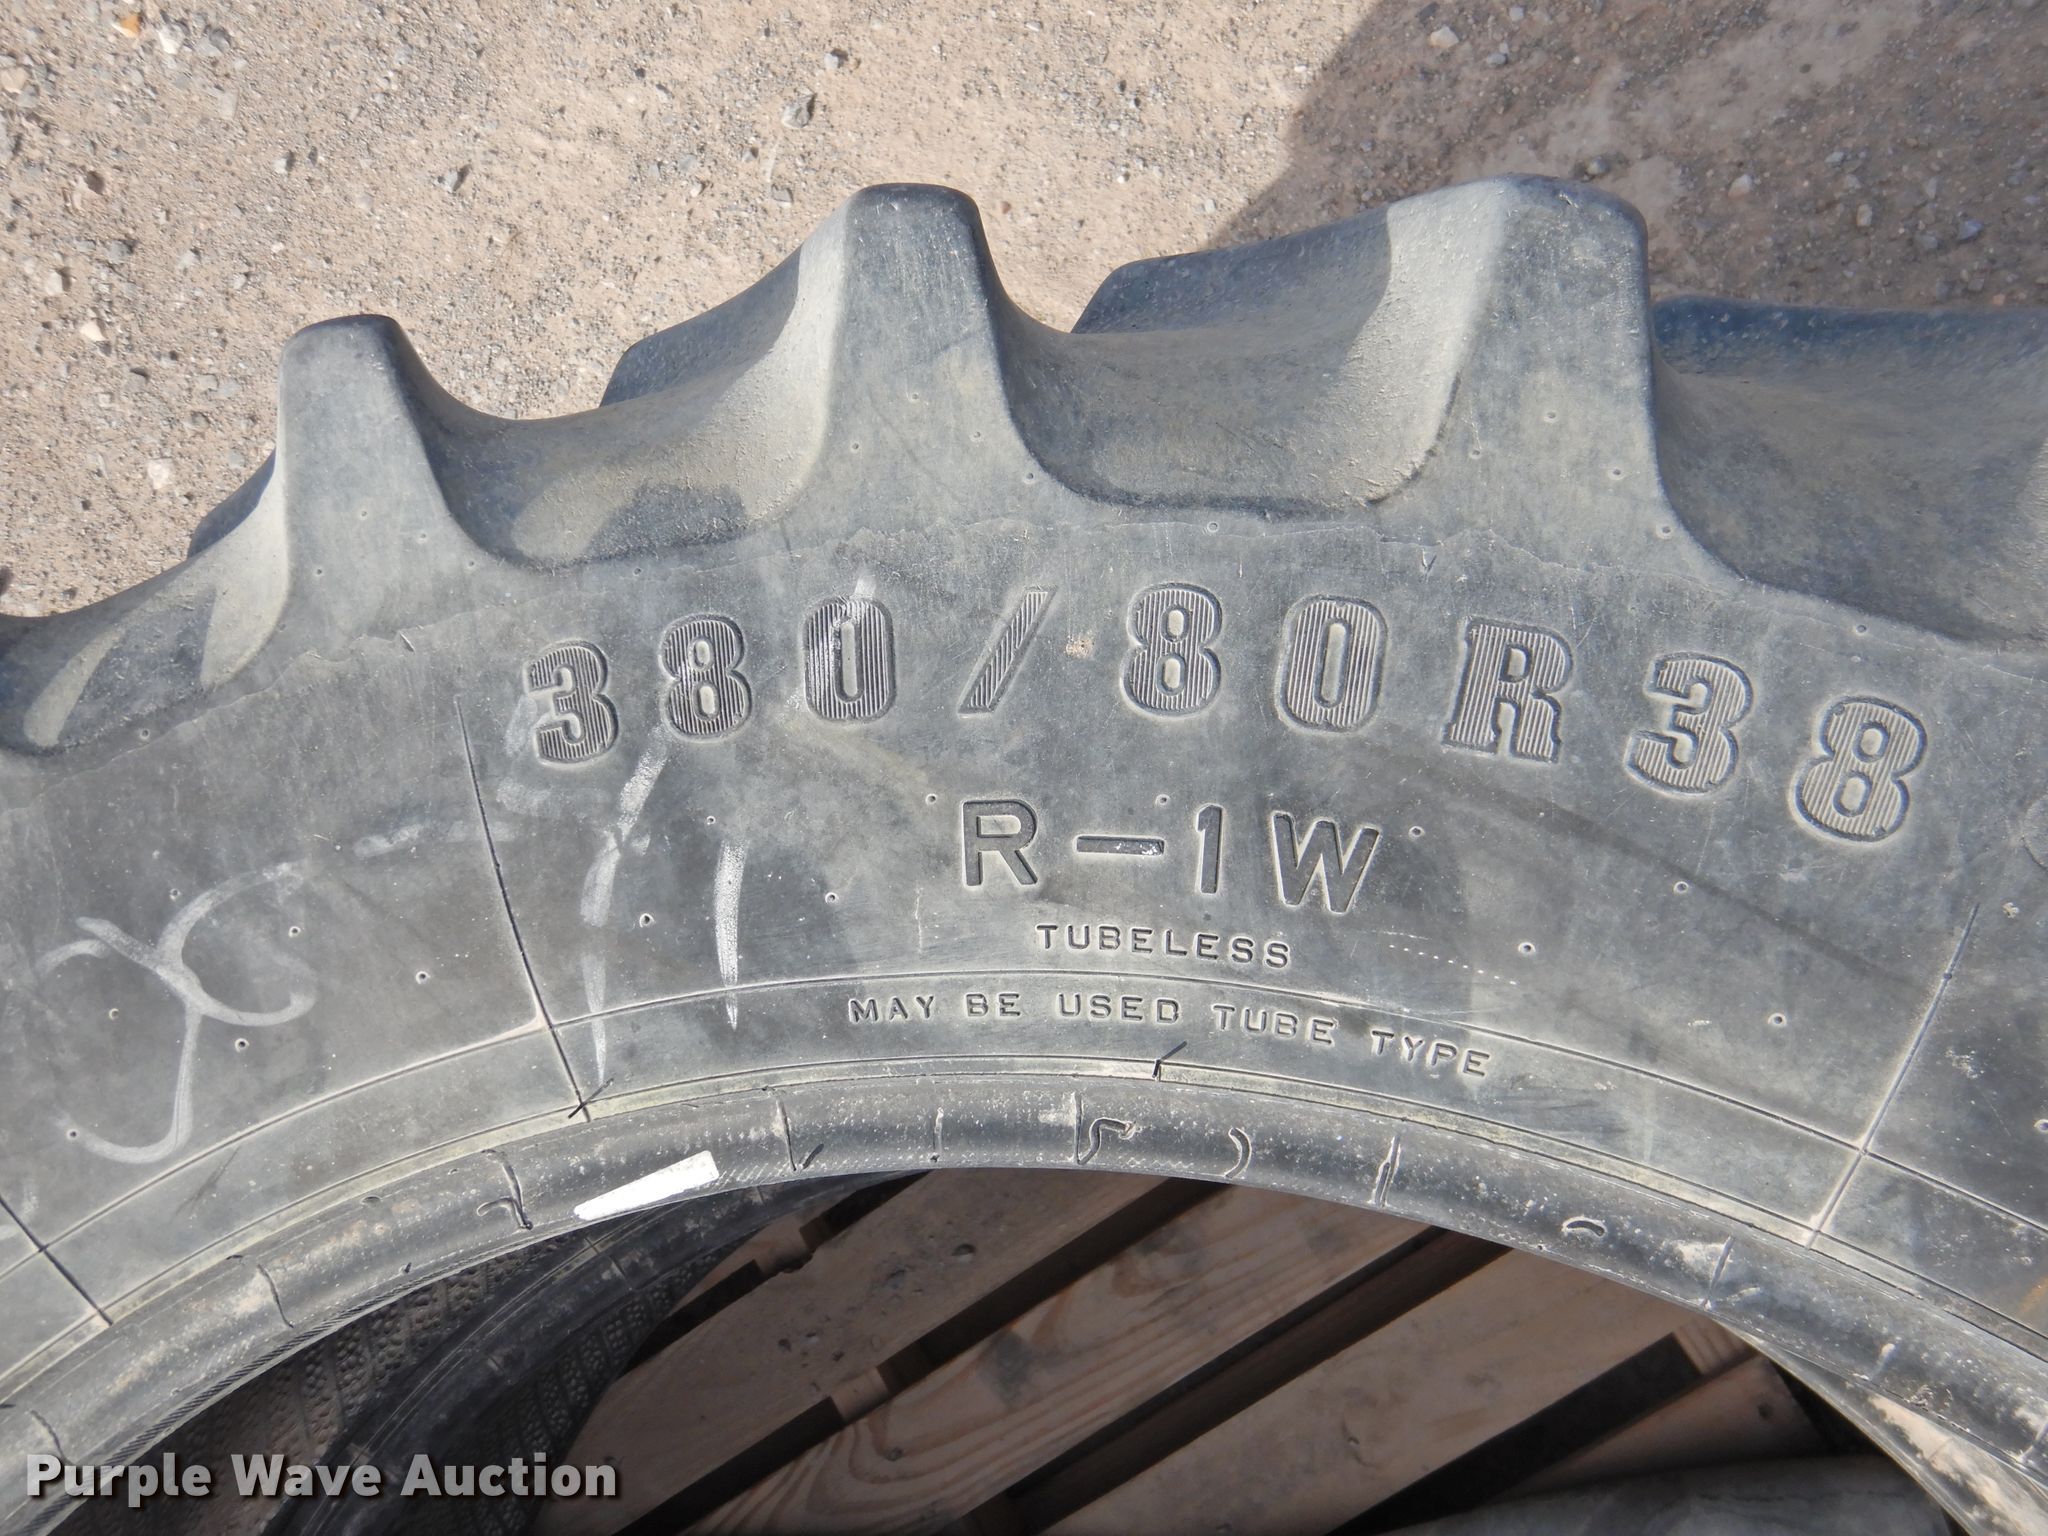 380/80R38
R-1W
TUBELESS
MAY BE USED TUBE TYPE
Purple Wave Auction